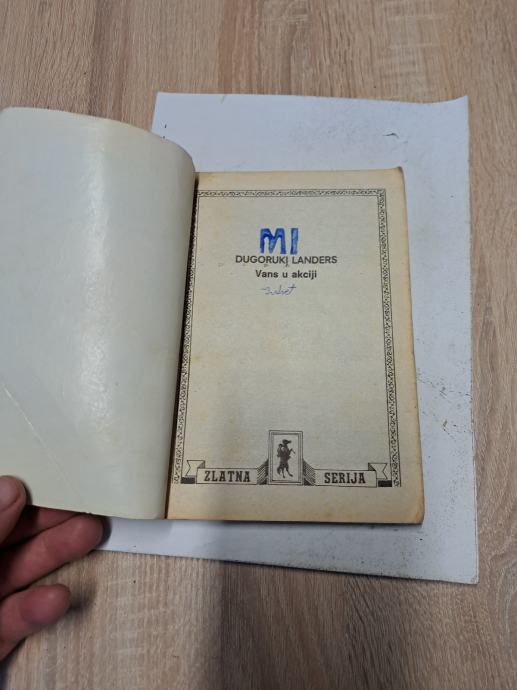 MI
DUGORUKI LANDERS
Vans u akciji
ZLATNA SERIJA